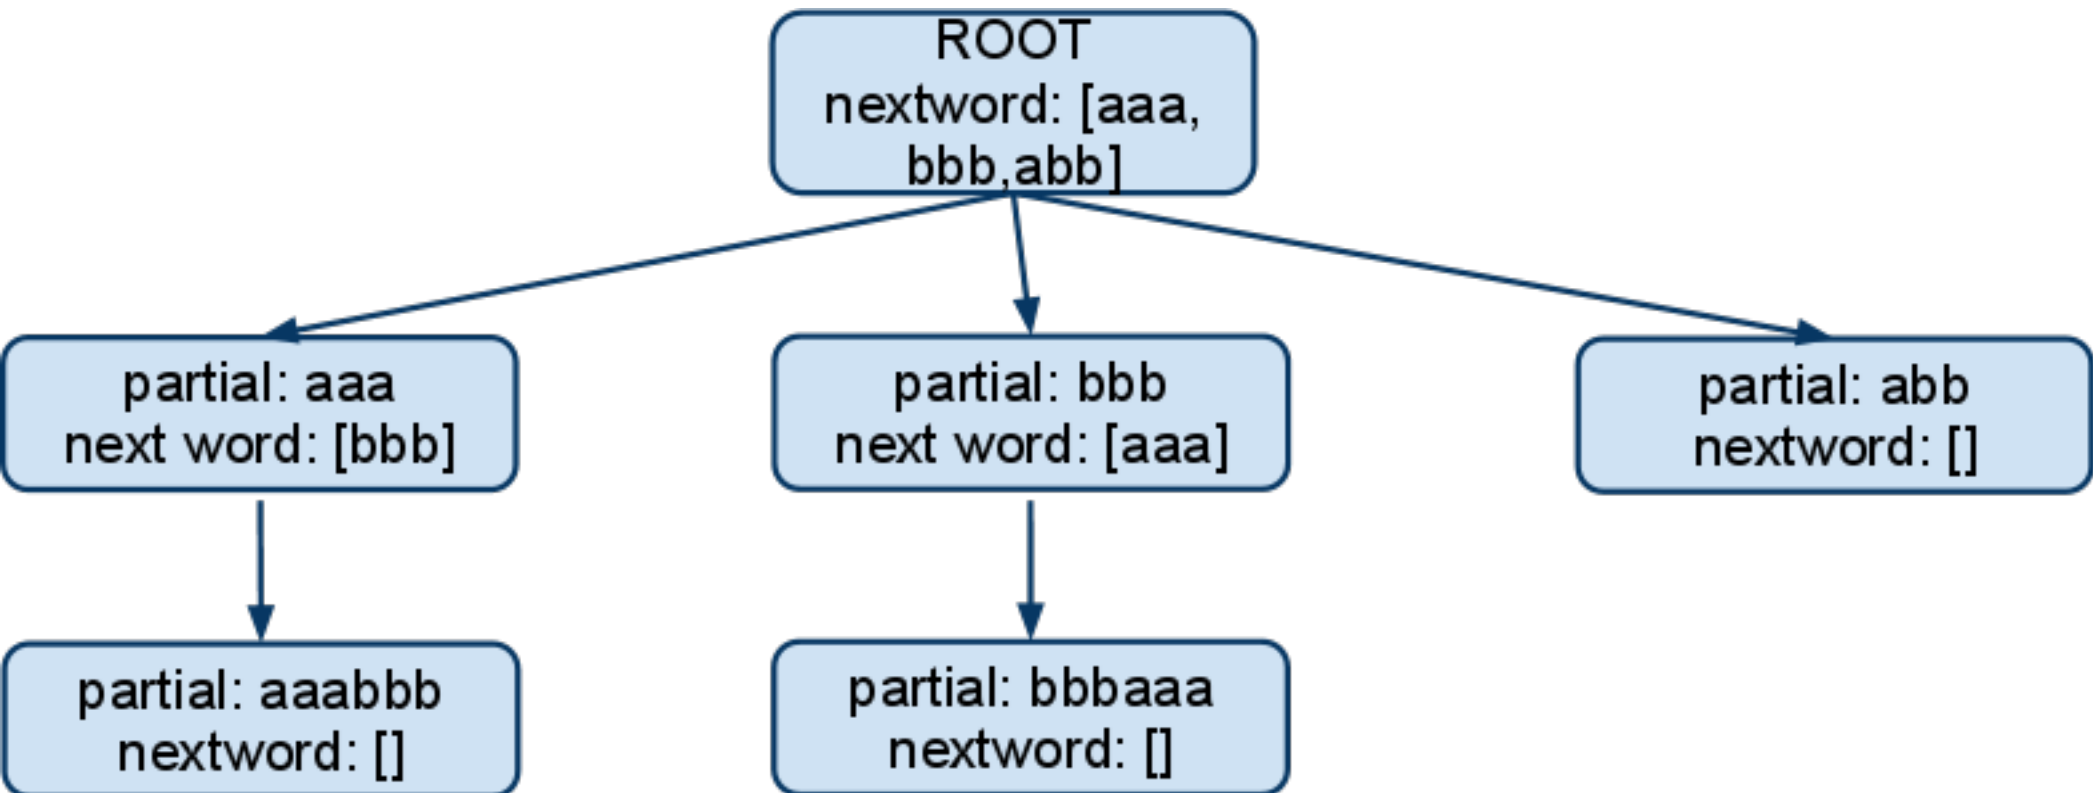 ROOT
nextword: [aaa,
bbb,abb]
partial: aaa
next word: [bbb]
partial: bbb
next word: [aaa]
partial: abb
nextword: []
partial: aaabbb
nextword: []
partial: bbbaaa
nextword: []